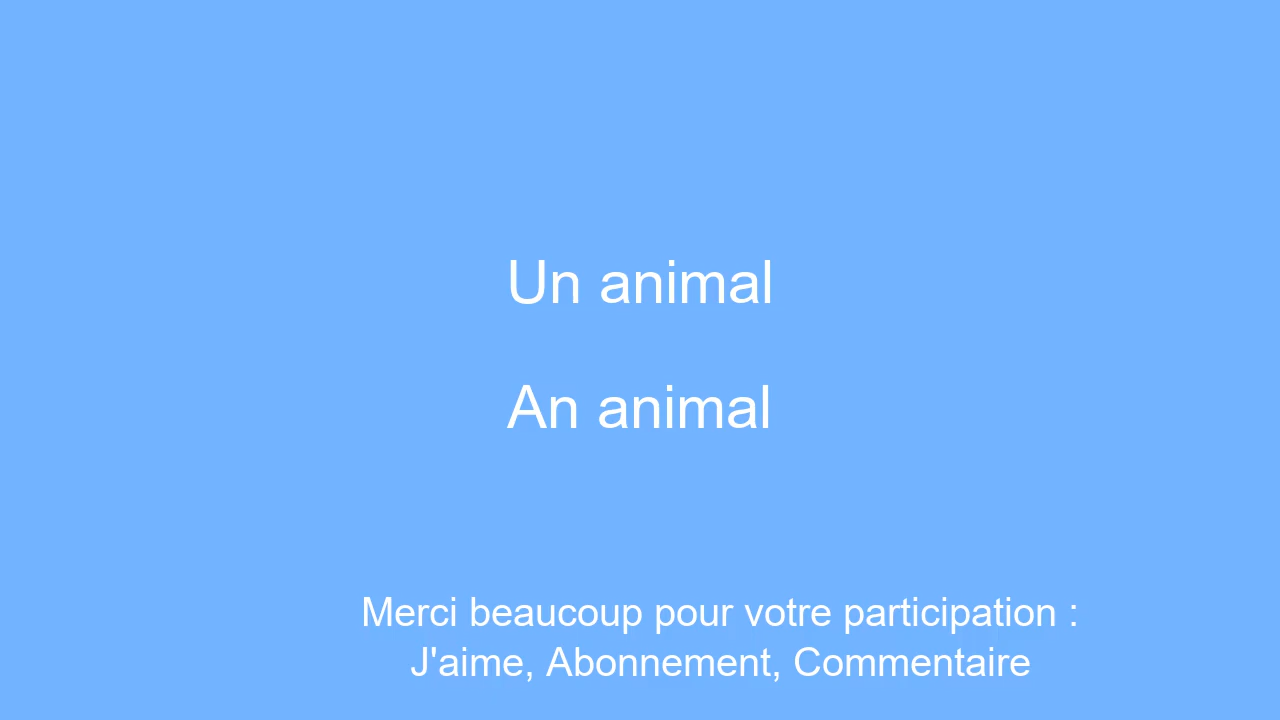 Un animal
An animal
Merci beaucoup pour votre participation :
J'aime, Abonnement, Commentaire